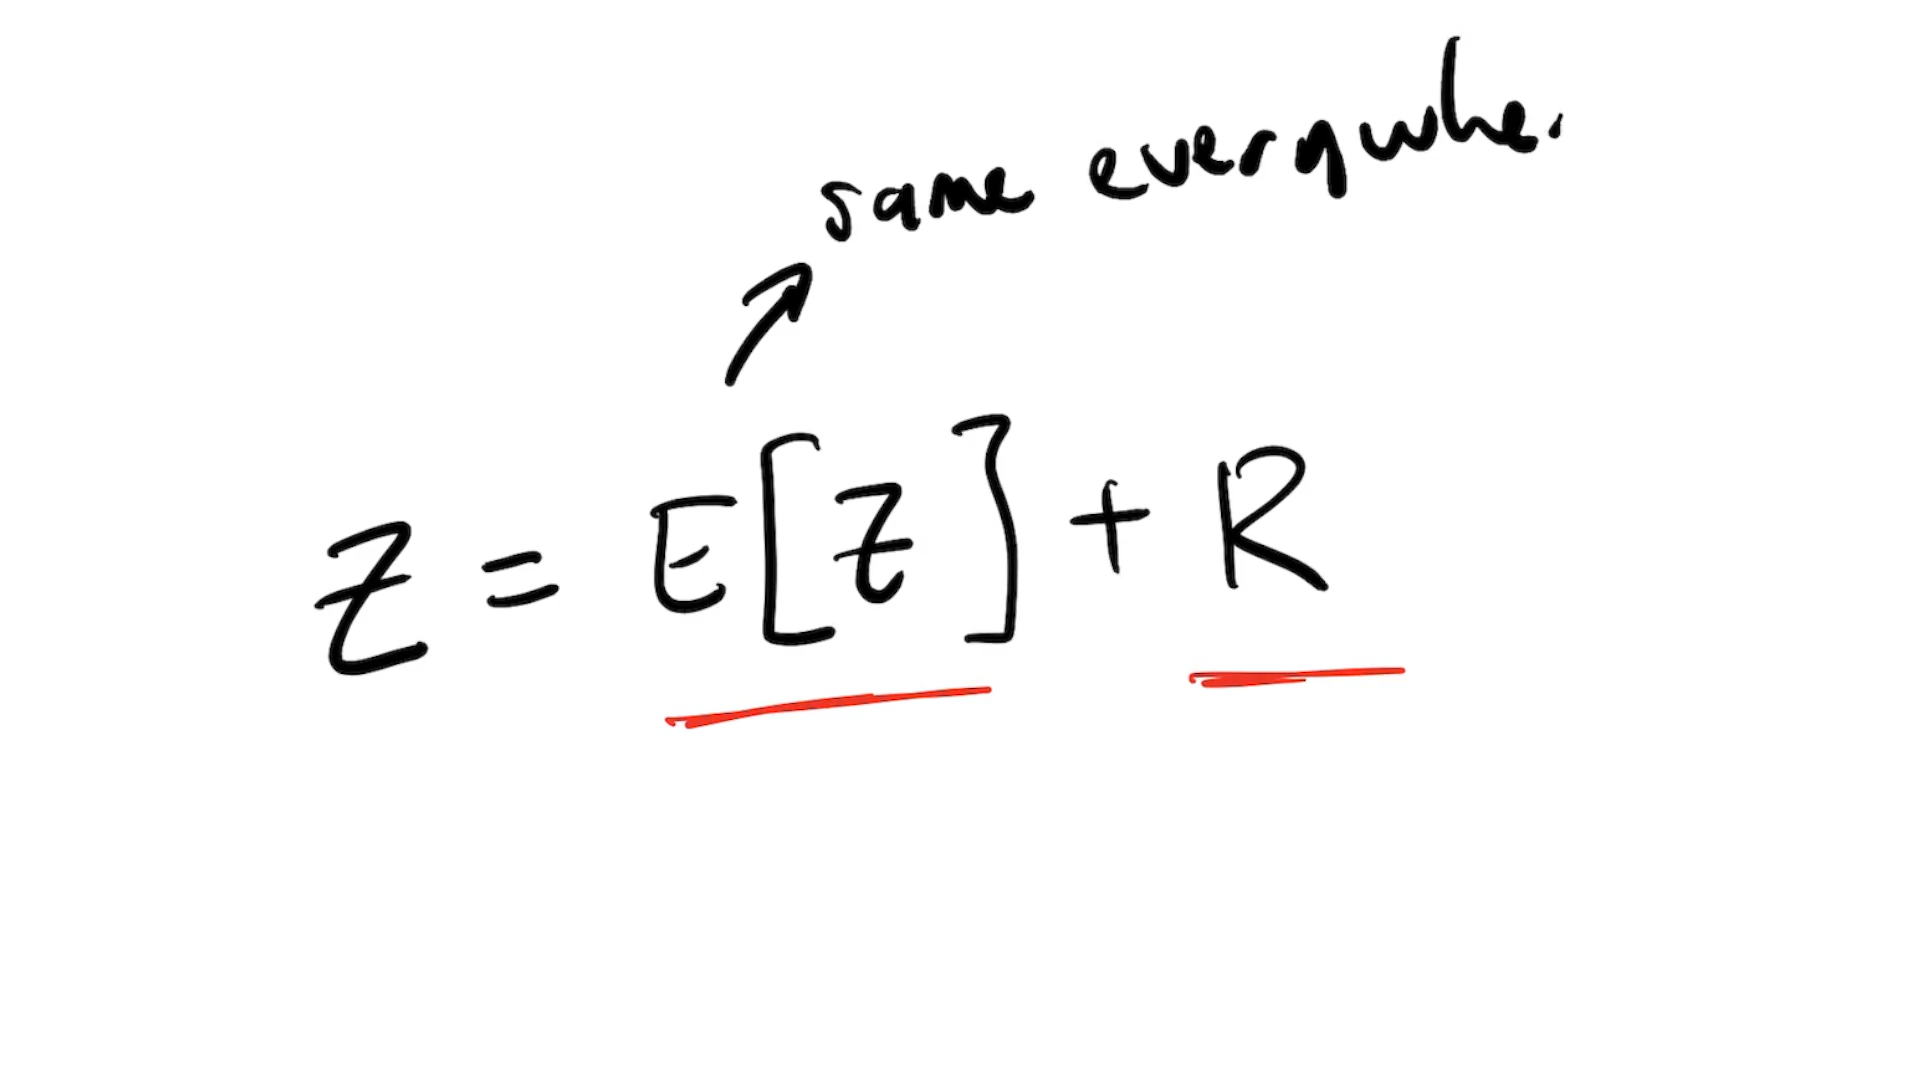 same everywhe.
Z = E[Z] + R